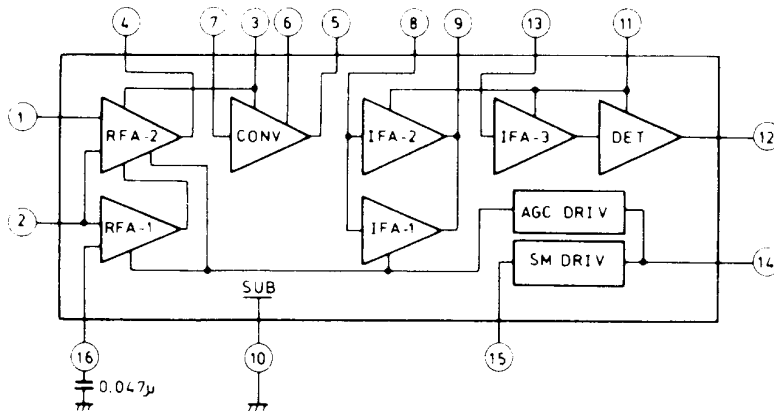 4 7 3 6 5 8 9 13 11
1
RFA-2 CONV IFA-2 IFA-3 DET
12
2
RFA-1 IFA-1 AGC DRIV
SM DRIV
14
SUB
16 10 15
0.047μ